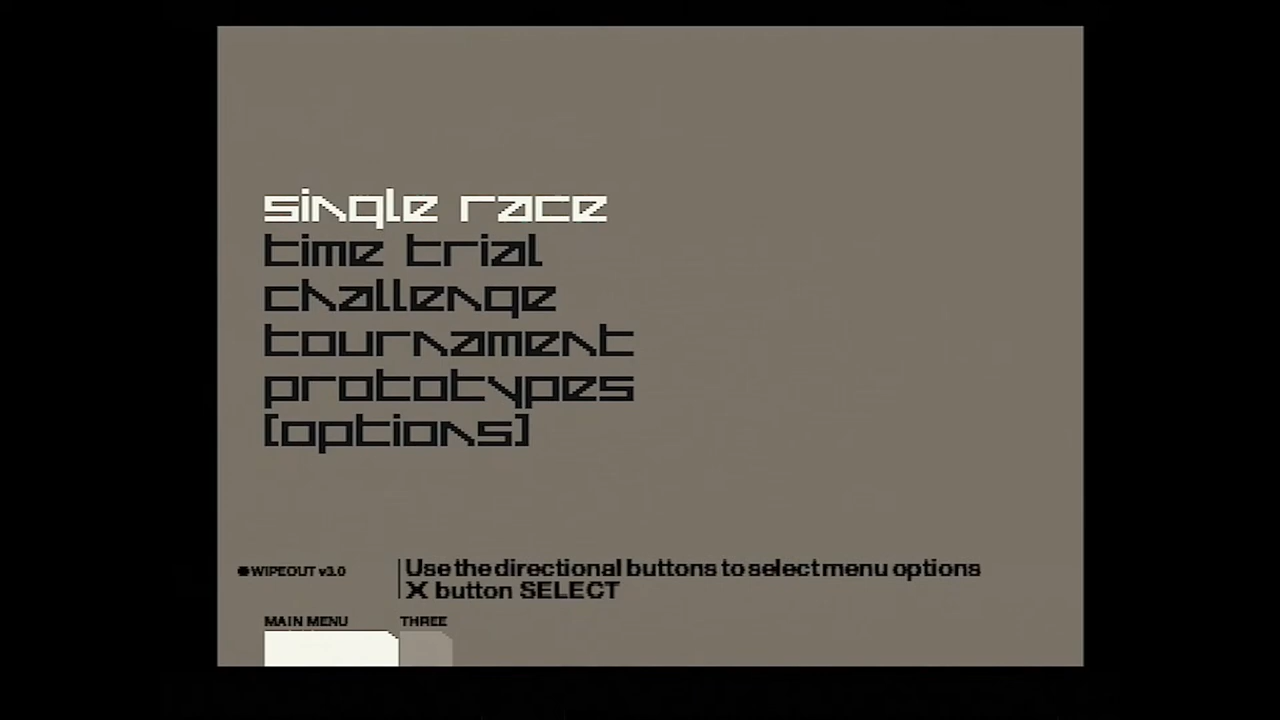 single race
time trial
challenge
tournament
prototypes
[options]
WIPEOUT v3.0
Use the directional buttons to select menu options
X button SELECT
MAIN MENU THREE